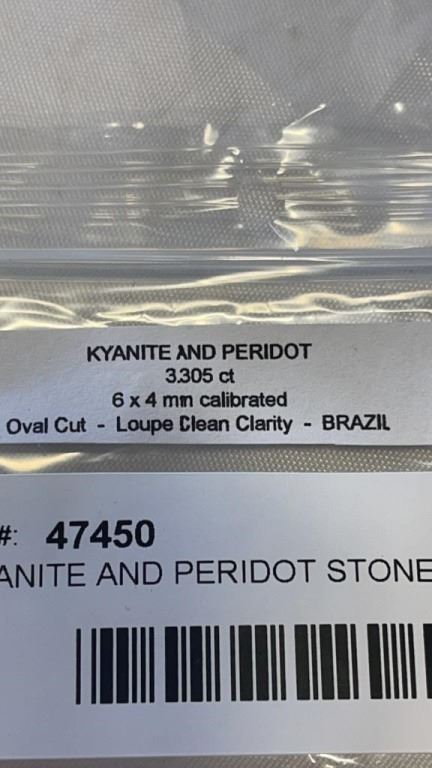 KYANITE AND PERIDOT
3.305 ct
6 x 4 mm calibrated
Oval Cut - Loupe Clean Clarity - BRAZIL
#: 47450
ANITE AND PERIDOT STONE